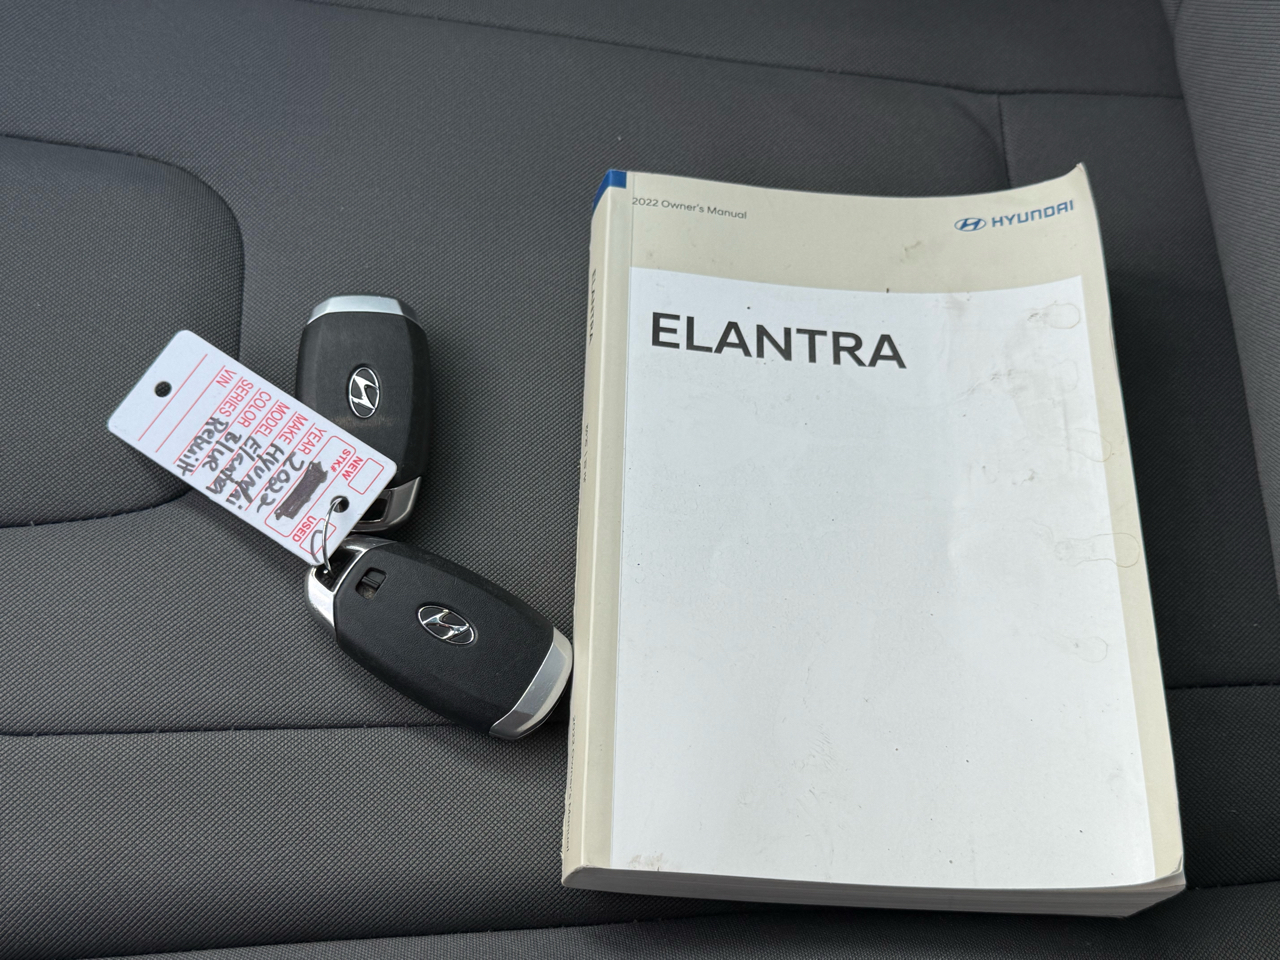 2022 Owner's Manual
HYUNDAI
ELANTRA
ELANTRA
NEW
USED
STK#
YEAR 2022
MAKE Hyundai
MODEL Elantra
COLOR Blue
SERIES Rebuilt
VIN